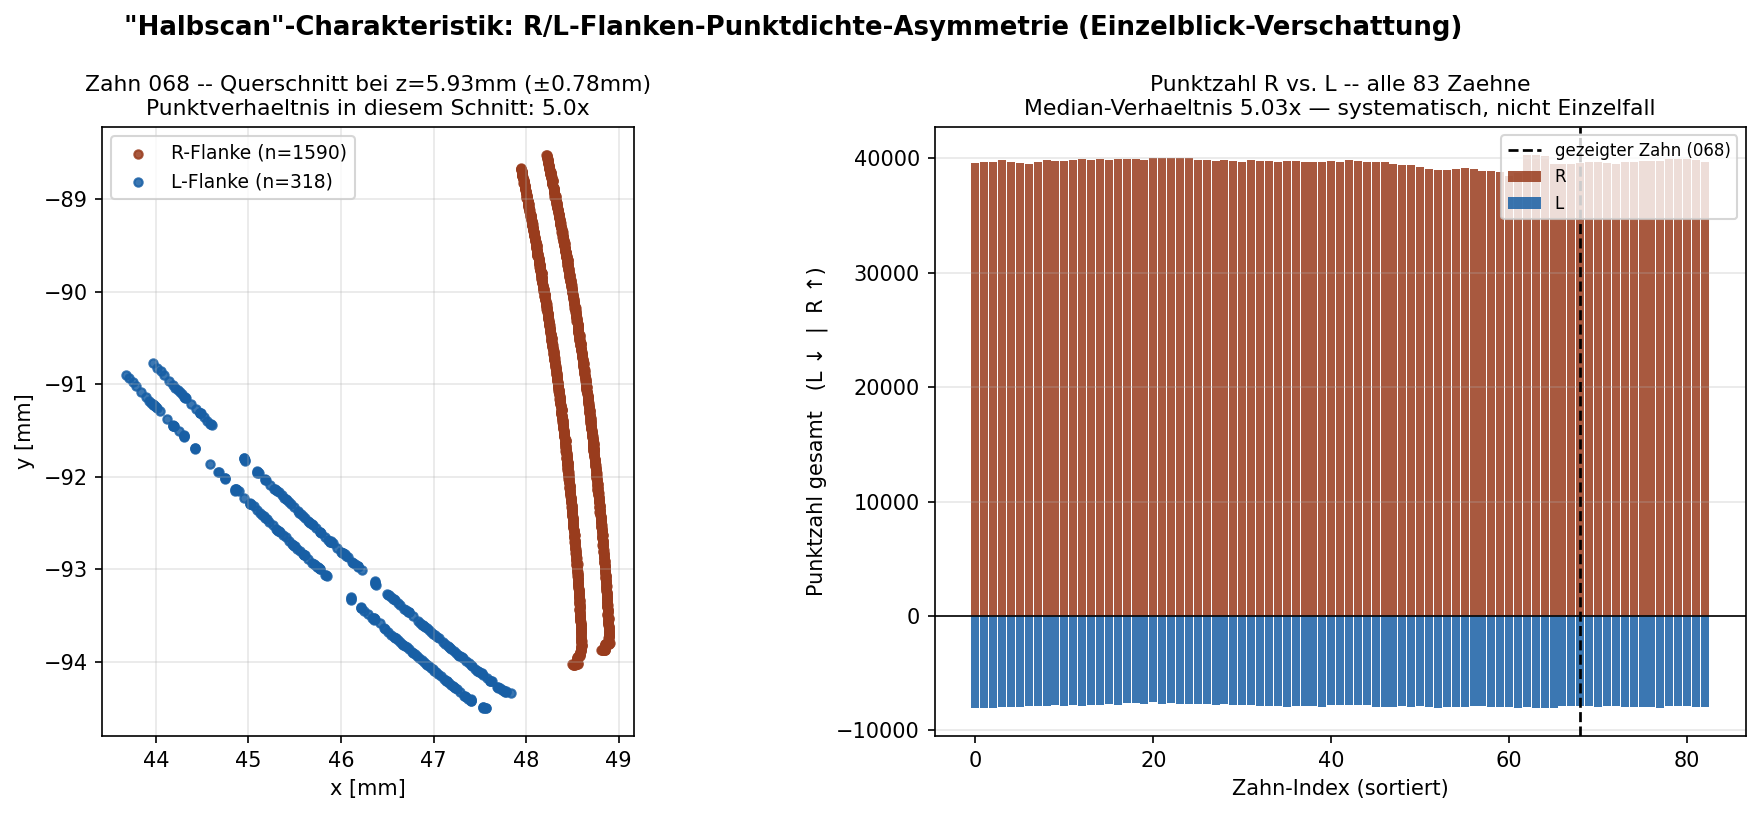 "Halbscan"-Charakteristik: R/L-Flanken-Punktdichte-Asymmetrie (Einzelblick-Verschattung)
Zahn 068 -- Querschnitt bei z=5.93mm (±0.78mm)
Punktverhaeltnis in diesem Schnitt: 5.0x
R-Flanke (n=1590)
L-Flanke (n=318)
−89
−90
−91
−92
−93
−94
y [mm]
44 45 46 47 48 49
x [mm]
Punktzahl R vs. L -- alle 83 Zaehne
Median-Verhaeltnis 5.03x — systematisch, nicht Einzelfall
gezeigter Zahn (068)
R
L
40000
30000
20000
10000
0
−10000
Punktzahl gesamt (L ↓ | R ↑)
0 20 40 60 80
Zahn-Index (sortiert)